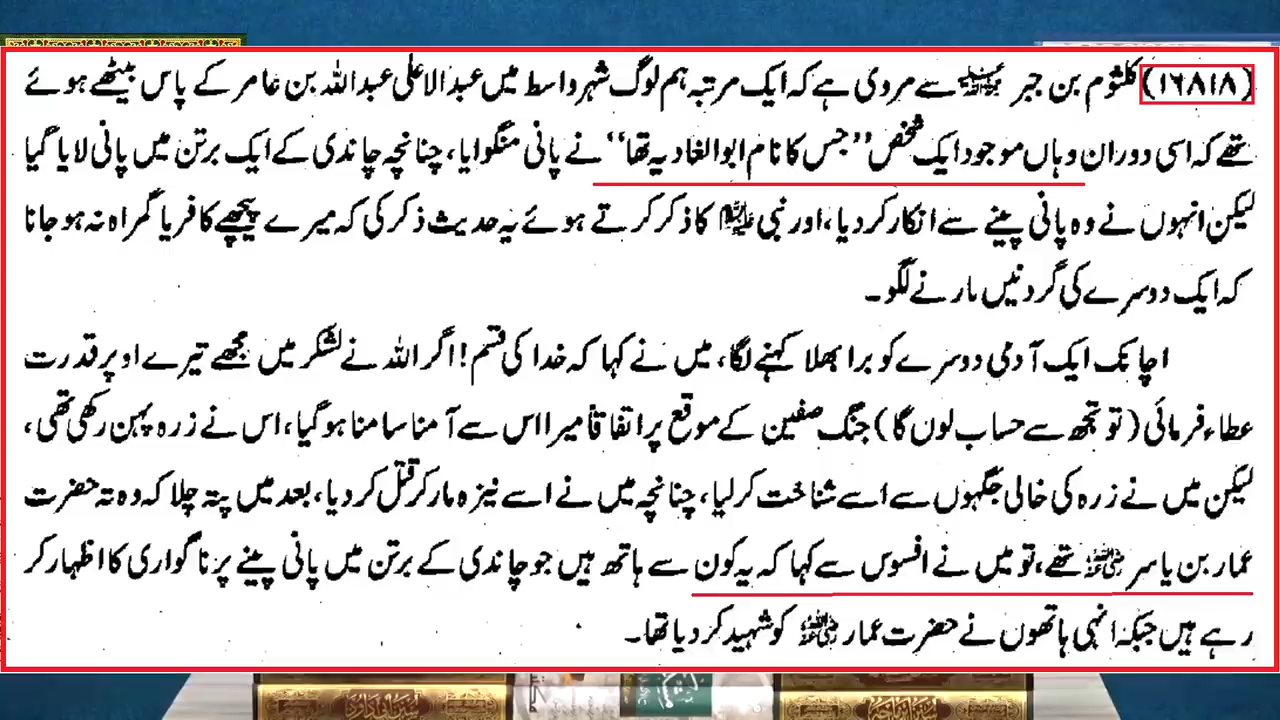 (١٦٨١٨) کلثوم بن جبر رحمۃ اللہ علیہ سے مروی ہے کہ ایک مرتبہ ہم لوگ شہر واسط میں عبدالاعلیٰ عبداللہ بن عامر کے پاس بیٹھے ہوئے
تھے کہ اسی دوران وہاں موجود ایک شخص ”جس کا نام ابوالغادیہ تھا“ نے پانی منگوایا، چنانچہ چاندی کے ایک برتن میں پانی لایا گیا
لیکن انہوں نے وہ پانی پینے سے انکار کر دیا، اور نبی علیہ السلام کا ذکر کرتے ہوئے یہ حدیث ذکر کی کہ میرے پیچھے کافر یا گمراہ نہ ہو جانا
کہ ایک دوسرے کی گردنیں مارنے لگو۔
اچانک ایک آدمی دوسرے کو برا بھلا کہنے لگا، میں نے کہا کہ خدا کی قسم! اگر اللہ نے لشکر میں مجھے تیرے اوپر قدرت
عطاء فرمائی (تو تجھ سے حساب لوں گا) جنگ صفین کے موقع پر اتفاقاً میرا اس سے آمنا سامنا ہو گیا، اس نے زرہ پہن رکھی تھی،
لیکن میں نے زرہ کی خالی جگہوں سے اسے شناخت کر لیا، چنانچہ میں نے اسے نیزہ مار کر قتل کر دیا، بعد میں پتہ چلا کہ وہ تہ حضرت
عمار بن یاسر رضی اللہ عنہ تھے، تو میں نے افسوس سے کہا کہ یہ کون سے ہاتھ ہیں جو چاندی کے برتن میں پانی پینے پر ناگواری کا اظہار کر
رہے ہیں جبکہ انہی ہاتھوں نے حضرت عمار رضی اللہ عنہ کو شہید کر دیا تھا۔